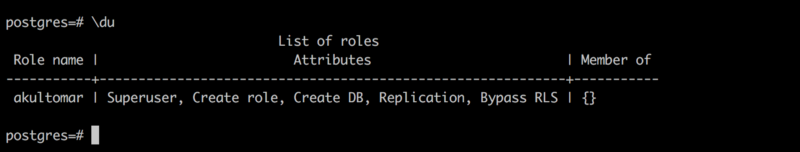 postgres=# \du
List of roles
Role name | Attributes | Member of
-----------+------------------------------------------------------------+-----------
akultomar | Superuser, Create role, Create DB, Replication, Bypass RLS | {}
postgres=#